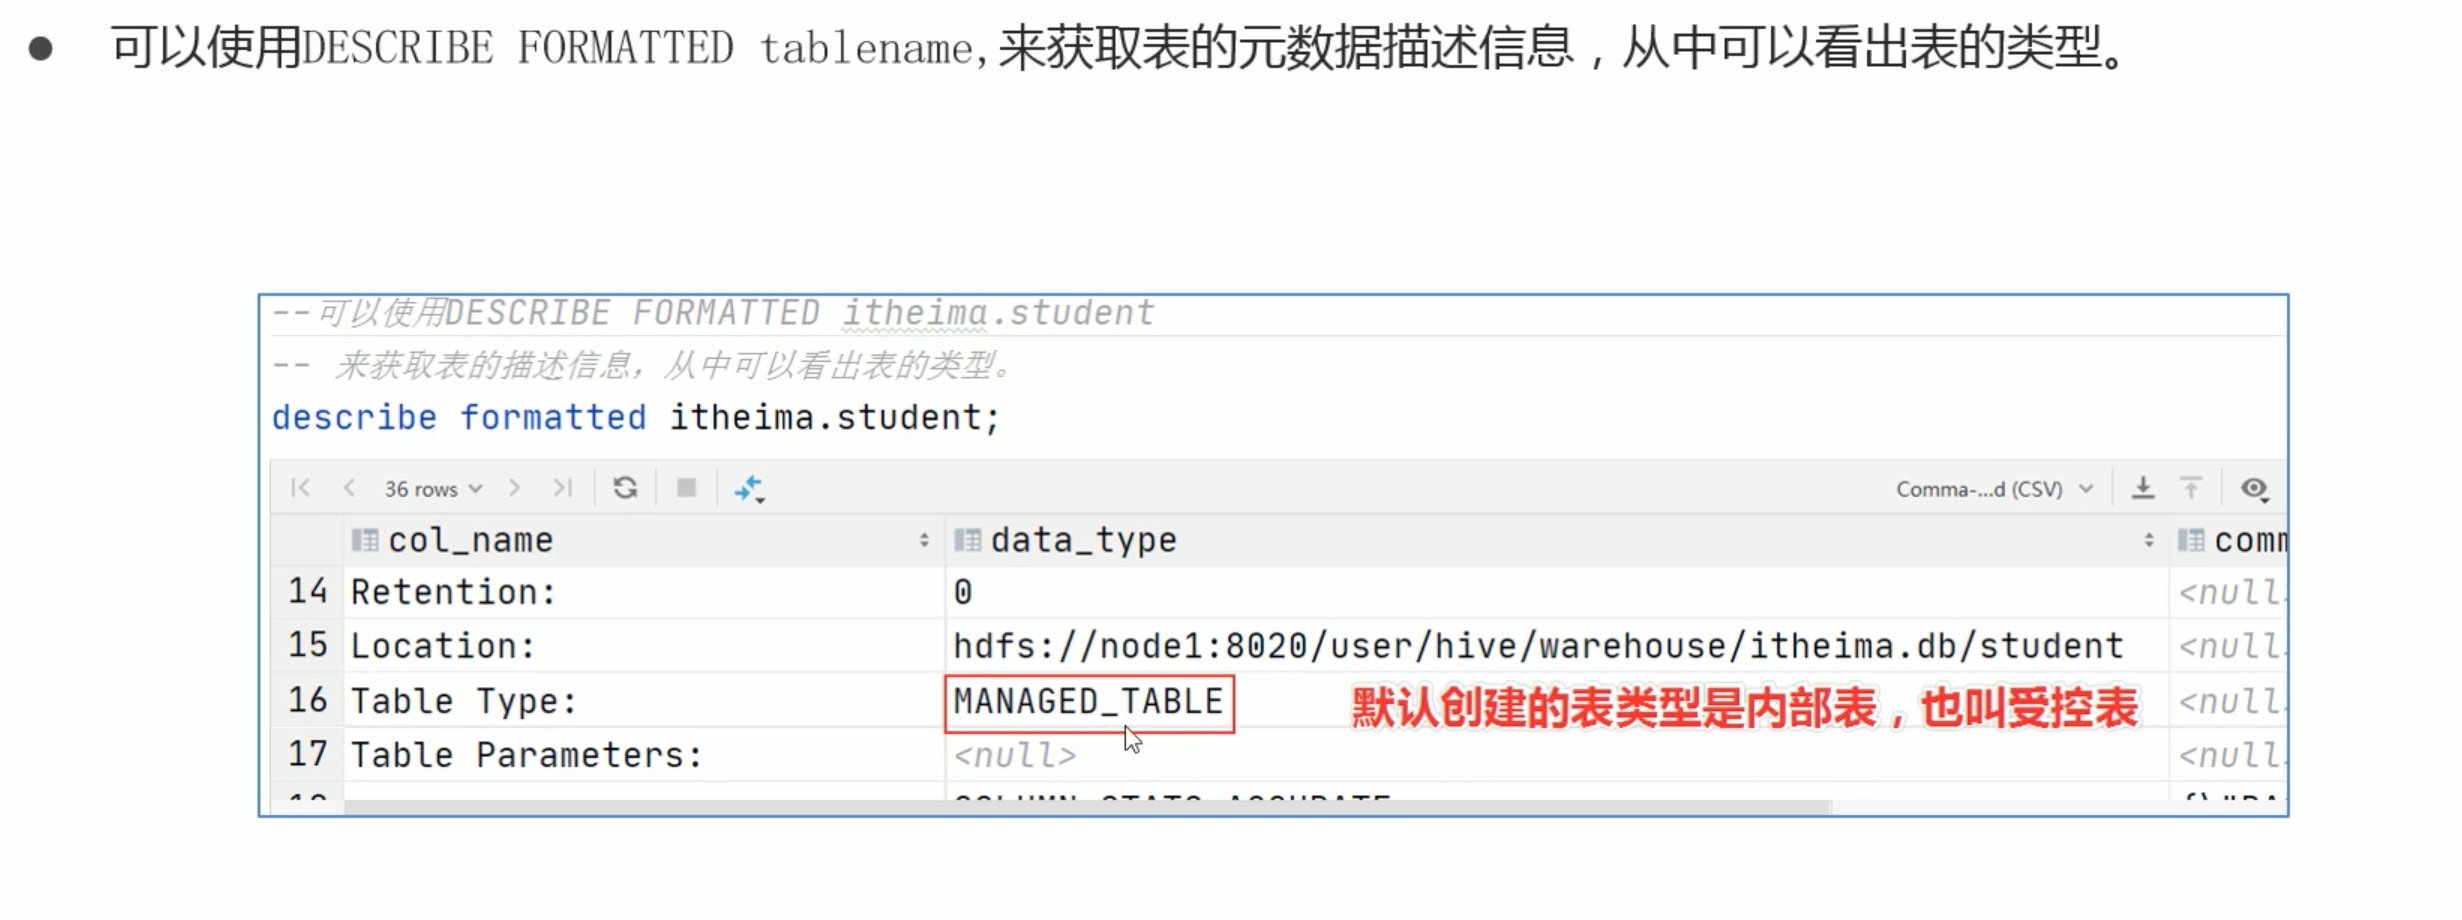 ● 可以使用DESCRIBE FORMATTED tablename,来获取表的元数据描述信息，从中可以看出表的类型。
--可以使用DESCRIBE FORMATTED itheima.student
-- 来获取表的描述信息，从中可以看出表的类型。
describe formatted itheima.student;
36 rows Comma-...d (CSV)
col_name data_type comm
14 Retention: 0 <null>
15 Location: hdfs://node1:8020/user/hive/warehouse/itheima.db/student <null>
16 Table Type: MANAGED_TABLE 默认创建的表类型是内部表，也叫受控表 <null>
17 Table Parameters: <null> <null>